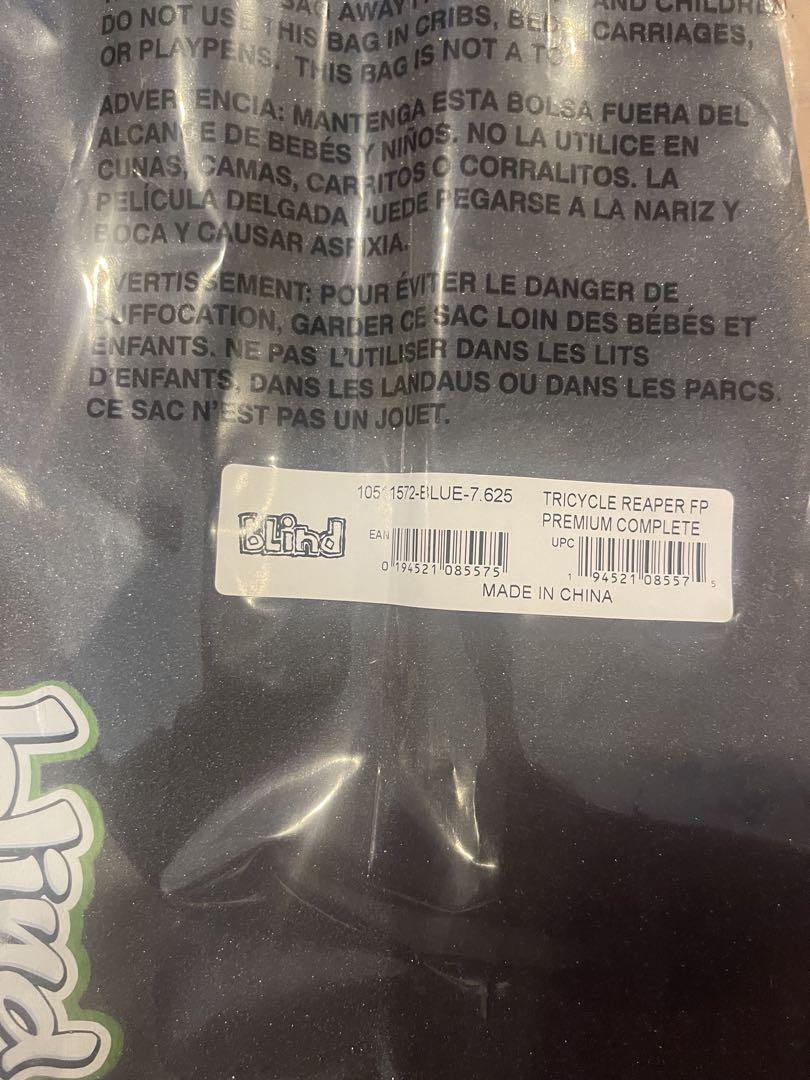 AWAY
AND CHILDREN
DO NOT USE THIS BAG IN CRIBS, BEDS, CARRIAGES,
OR PLAYPENS. THIS BAG IS NOT A TOY
ADVERTENCIA: MANTENGA ESTA BOLSA FUERA DEL
ALCANCE DE BEBÉS Y NIÑOS. NO LA UTILICE EN
CUNAS, CAMAS, CARRITOS O CORRALITOS. LA
PELÍCULA DELGADA PUEDE PEGARSE A LA NARIZ Y
BOCA Y CAUSAR ASFIXIA.
AVERTISSEMENT: POUR ÉVITER LE DANGER DE
SUFFOCATION, GARDER CE SAC LOIN DES BÉBÉS ET
ENFANTS. NE PAS L'UTILISER DANS LES LITS
D'ENFANTS, DANS LES LANDAUS OU DANS LES PARCS.
CE SAC N'EST PAS UN JOUET.
10511572-BLUE-7.625
TRICYCLE REAPER FP
PREMIUM COMPLETE
blind
EAN
0 194521 085575
UPC
1 94521 08557 5
MADE IN CHINA
blind